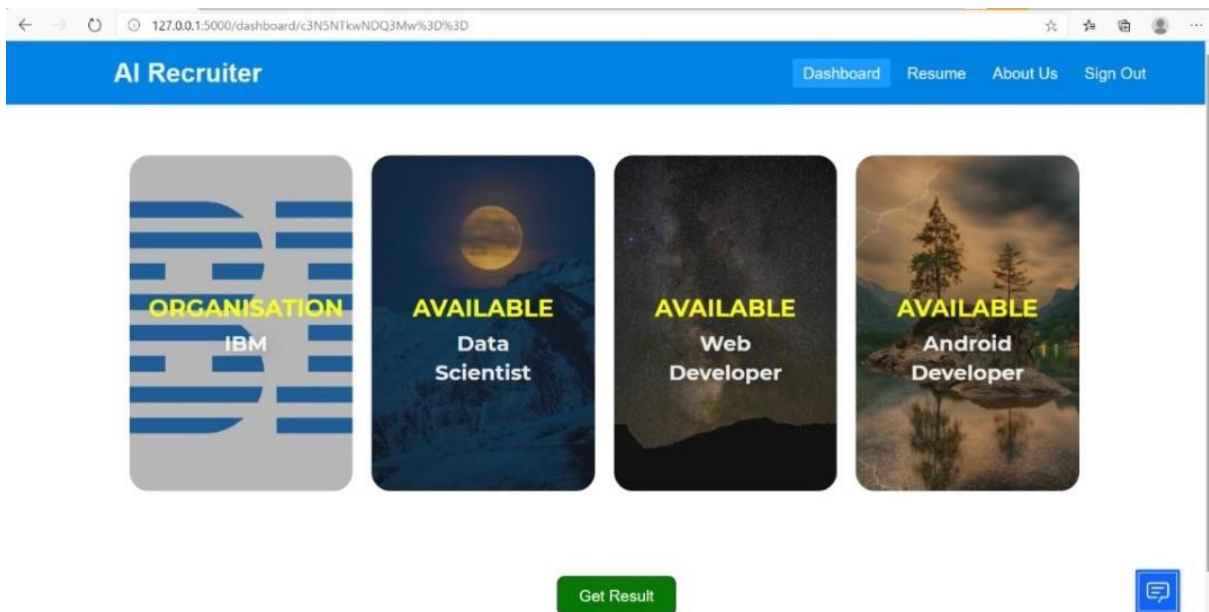 127.0.0.1:5000/dashboard/c3N5NTkwNDQ3Mw%3D%3D
AI Recruiter
Dashboard Resume About Us Sign Out
ORGANISATION
IBM
AVAILABLE
Data
Scientist
AVAILABLE
Web
Developer
AVAILABLE
Android
Developer
Get Result